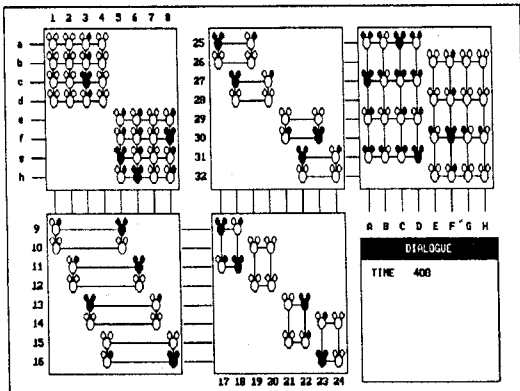 1 2 3 4 5 6 7 8
a
b
c
d
e
f
g
h
25
26
27
28
29
30
31
32
A B C D E F G H
9
10
11
12
13
14
15
16
17 18 19 20 21 22 23 24
DIALOGUE
TIME 408